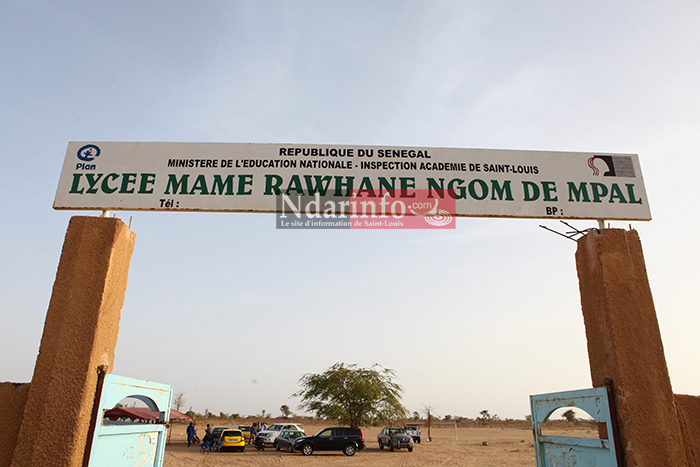 REPUBLIQUE DU SENEGAL
Plan
MINISTERE DE L'EDUCATION NATIONALE - INSPECTION ACADEMIE DE SAINT-LOUIS
LYCEE MAME RAWHANE NGOM DE MPAL
Tél :
BP :
Ndarinfo.com
Le site d'information de Saint-Louis